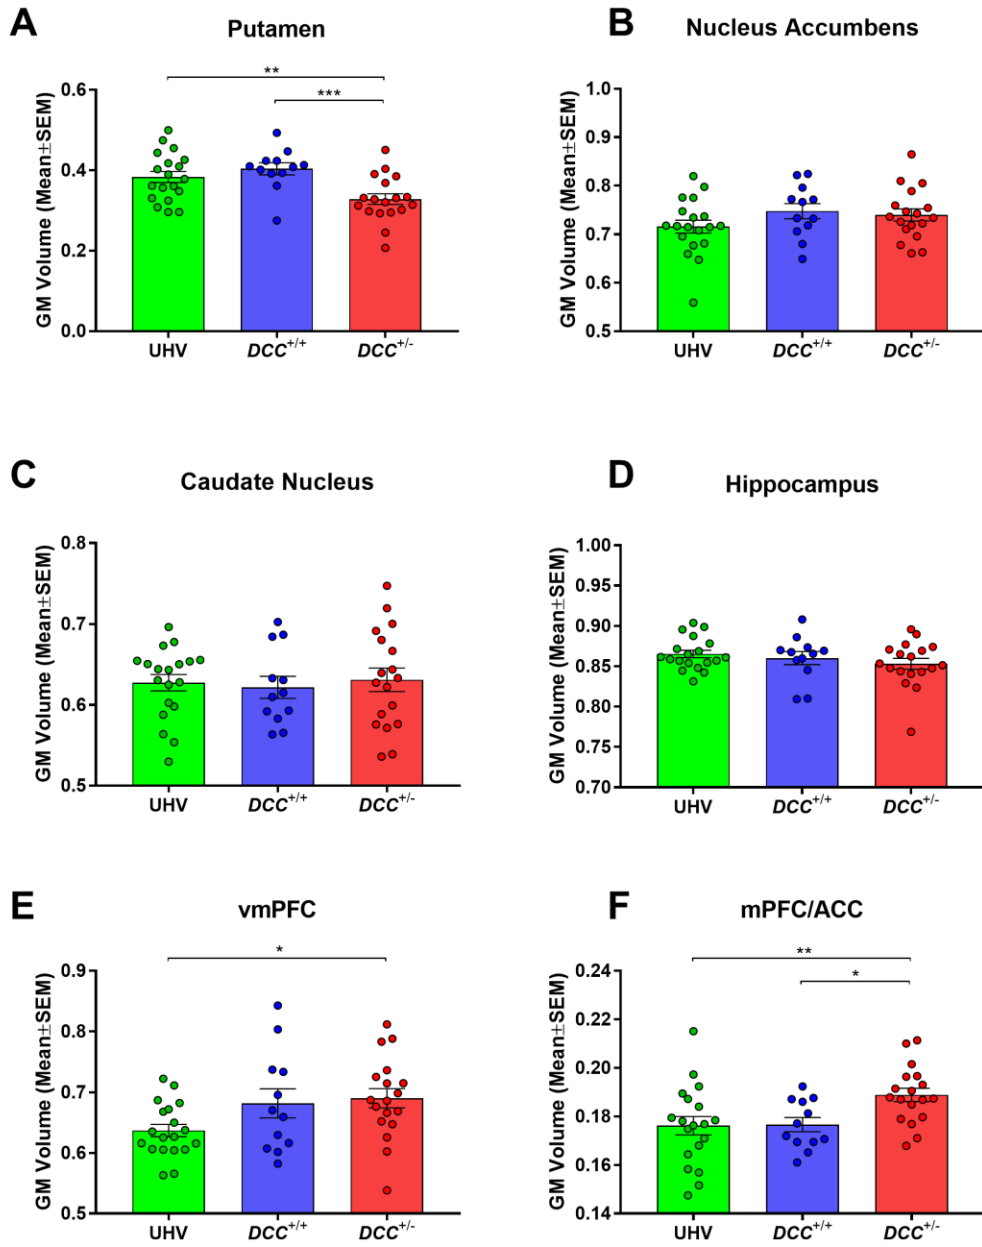 A
Putamen
**
***
GM Volume (Mean±SEM)
0.6
0.4
0.2
0.0
UHV
DCC+/+
DCC+/-
B
Nucleus Accumbens
GM Volume (Mean±SEM)
1.0
0.9
0.8
0.7
0.6
0.5
UHV
DCC+/+
DCC+/-
C
Caudate Nucleus
GM Volume (Mean±SEM)
0.8
0.7
0.6
0.5
UHV
DCC+/+
DCC+/-
D
Hippocampus
GM Volume (Mean±SEM)
1.00
0.95
0.90
0.85
0.80
0.75
0.70
UHV
DCC+/+
DCC+/-
E
vmPFC
*
GM Volume (Mean±SEM)
0.9
0.8
0.7
0.6
0.5
UHV
DCC+/+
DCC+/-
F
mPFC/ACC
**
*
GM Volume (Mean±SEM)
0.24
0.22
0.20
0.18
0.16
0.14
UHV
DCC+/+
DCC+/-